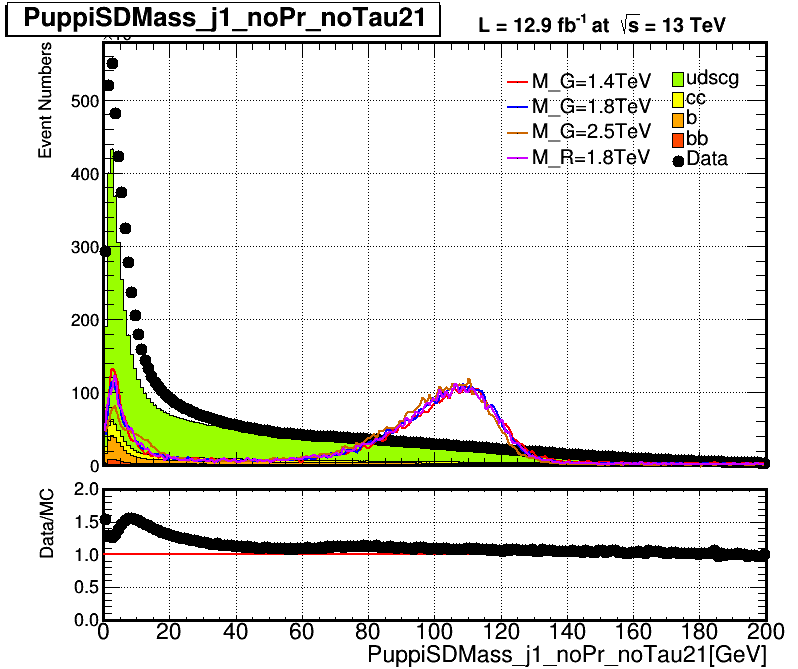 PuppiSDMass_j1_noPr_noTau21
L = 12.9 fb-1 at √s = 13 TeV
Event Numbers
500
400
300
200
100
0
M_G=1.4TeV
M_G=1.8TeV
M_G=2.5TeV
M_R=1.8TeV
udscg
cc
b
bb
Data
Data/MC
2.0
1.5
1.0
0.5
0.0
0 20 40 60 80 100 120 140 160 180 200
PuppiSDMass_j1_noPr_noTau21[GeV]